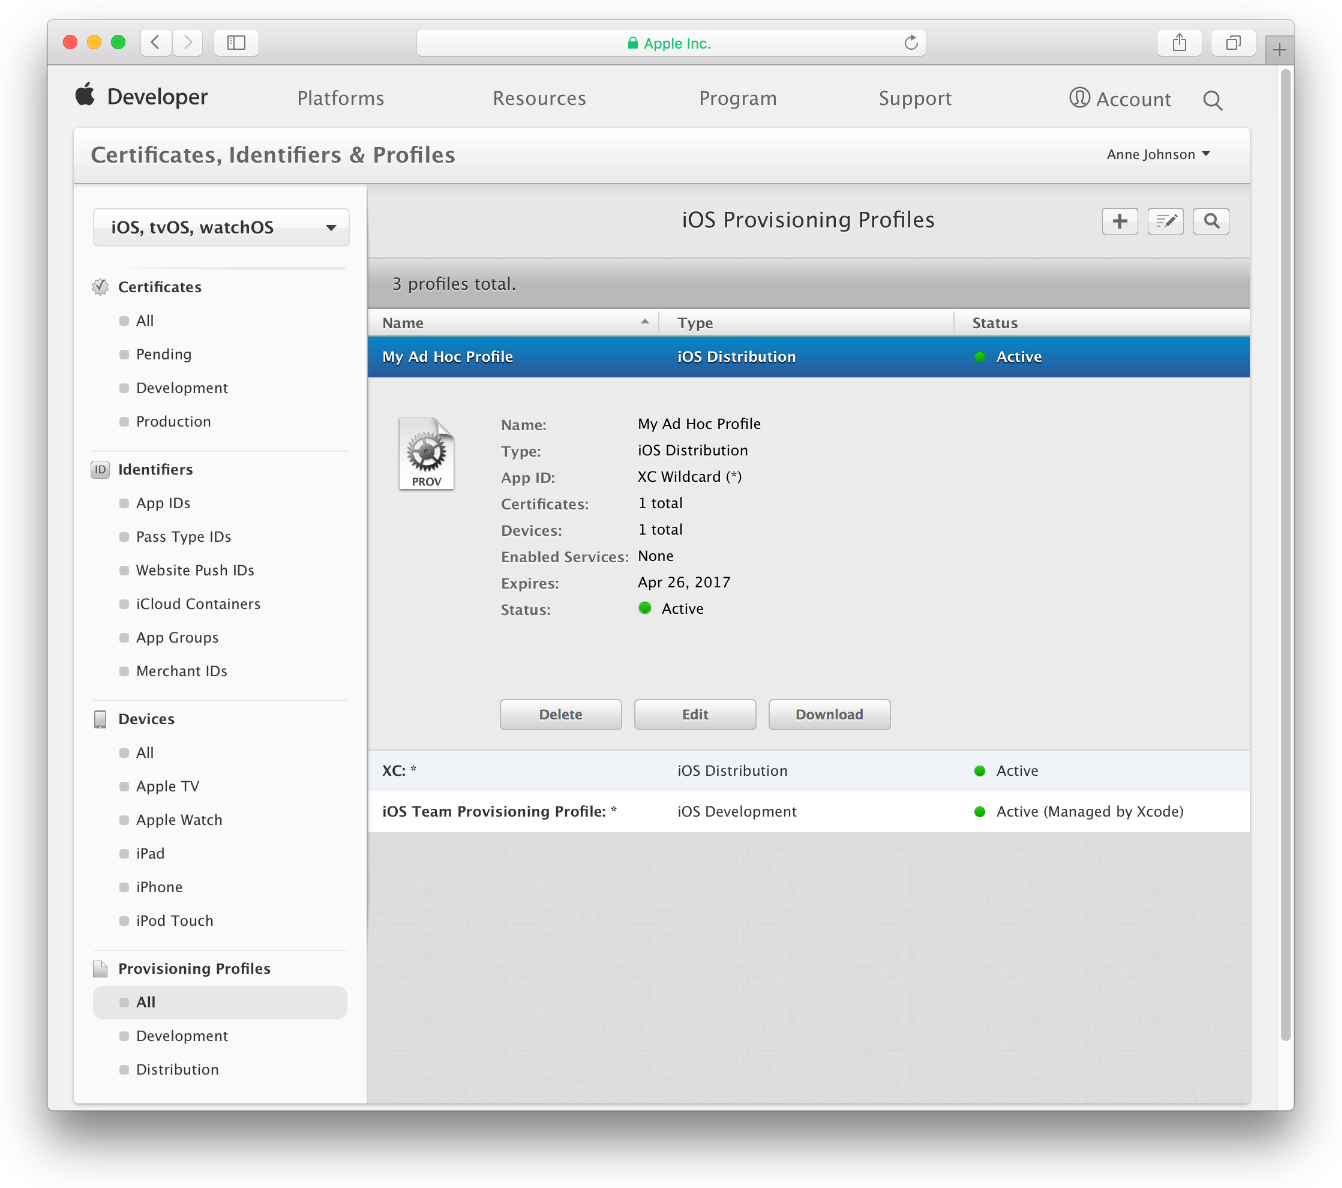 Apple Inc.
Developer
Platforms
Resources
Program
Support
Account
Certificates, Identifiers & Profiles
Anne Johnson
iOS, tvOS, watchOS
Certificates
All
Pending
Development
Production
ID Identifiers
App IDs
Pass Type IDs
Website Push IDs
iCloud Containers
App Groups
Merchant IDs
Devices
All
Apple TV
Apple Watch
iPad
iPhone
iPod Touch
Provisioning Profiles
All
Development
Distribution
iOS Provisioning Profiles
3 profiles total.
Name Type Status
My Ad Hoc Profile iOS Distribution Active
PROV
Name: My Ad Hoc Profile
Type: iOS Distribution
App ID: XC Wildcard (*)
Certificates: 1 total
Devices: 1 total
Enabled Services: None
Expires: Apr 26, 2017
Status: Active
Delete Edit Download
XC: * iOS Distribution Active
iOS Team Provisioning Profile: * iOS Development Active (Managed by Xcode)